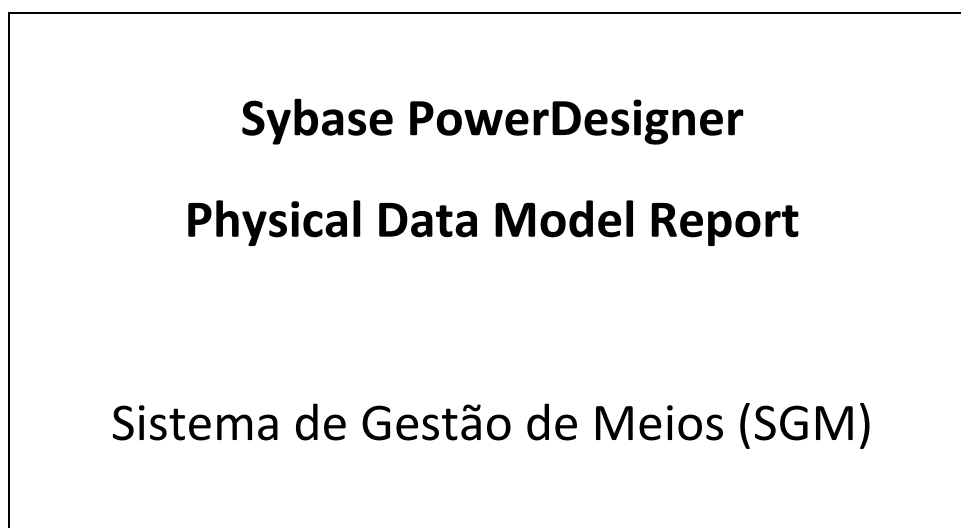 Sybase PowerDesigner
Physical Data Model Report
Sistema de Gestão de Meios (SGM)